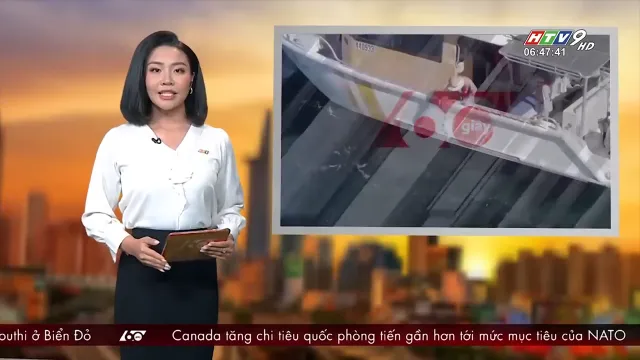 HTV9 HD
06:47:41
60 giây
outhi ở Biển Đỏ 60 Canada tăng chi tiêu quốc phòng tiến gần hơn tới mức mục tiêu của NATO